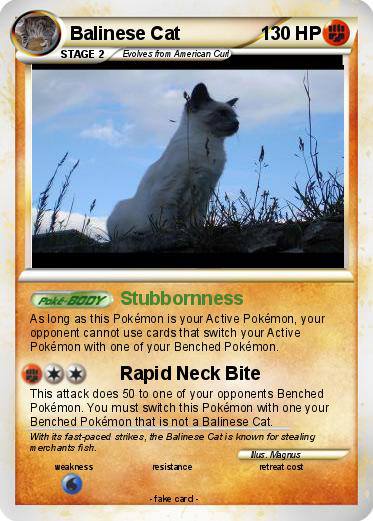 Balinese Cat 130 HP
STAGE 2 Evolves from American Curl
Poké-BODY Stubbornness
As long as this Pokémon is your Active Pokémon, your
opponent cannot use cards that switch your Active
Pokémon with one of your Benched Pokémon.
Rapid Neck Bite
This attack does 50 to one of your opponents Benched
Pokémon. You must switch this Pokémon with one your
Benched Pokémon that is not a Balinese Cat.
With its fast-paced strikes, the Balinese Cat is known for stealing
merchants fish.
Illus. Magnus
weakness resistance retreat cost
- fake card -